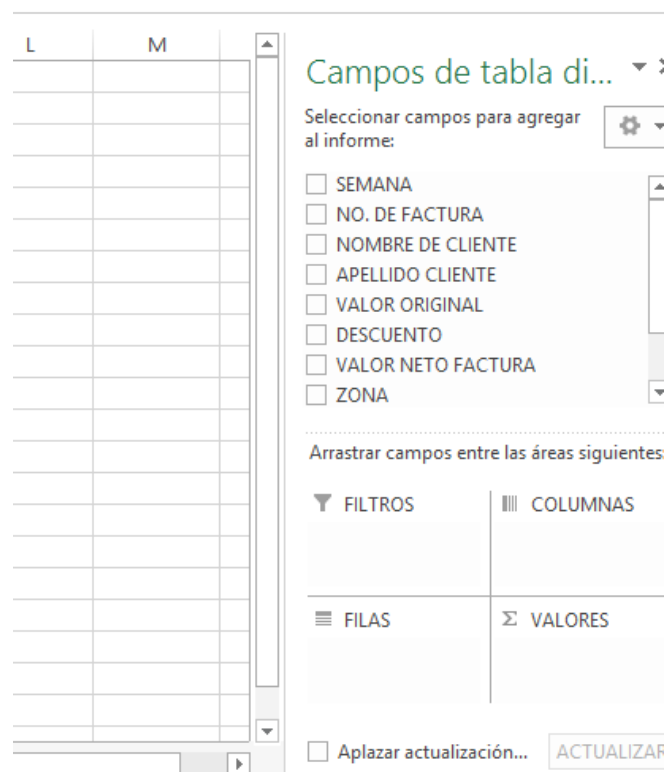 L M
Campos de tabla di...
Seleccionar campos para agregar
al informe:
SEMANA
NO. DE FACTURA
NOMBRE DE CLIENTE
APELLIDO CLIENTE
VALOR ORIGINAL
DESCUENTO
VALOR NETO FACTURA
ZONA
Arrastrar campos entre las áreas siguientes:
FILTROS
COLUMNAS
FILAS
Σ VALORES
Aplazar actualización...
ACTUALIZAR